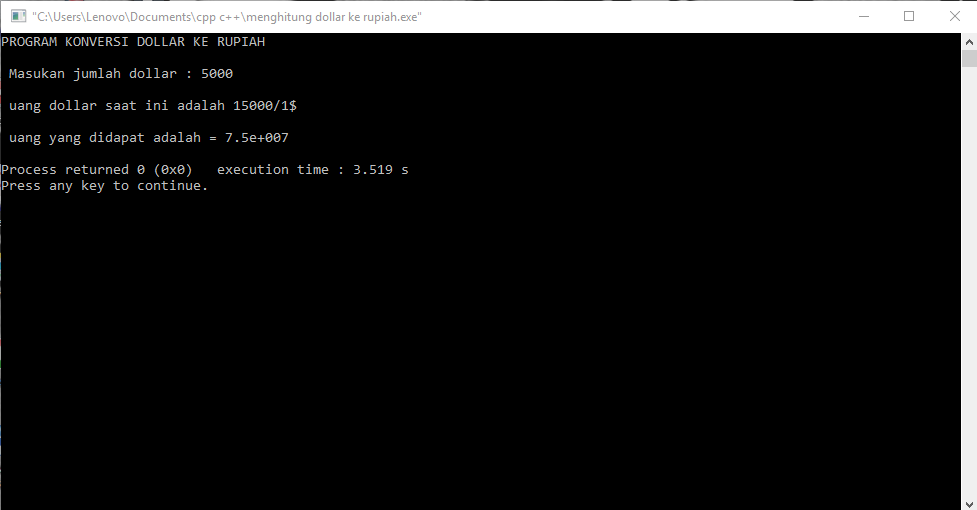 "C:\Users\Lenovo\Documents\cpp c++\menghitung dollar ke rupiah.exe"
PROGRAM KONVERSI DOLLAR KE RUPIAH
Masukan jumlah dollar : 5000
uang dollar saat ini adalah 15000/1$
uang yang didapat adalah = 7.5e+007
Process returned 0 (0x0)   execution time : 3.519 s
Press any key to continue.